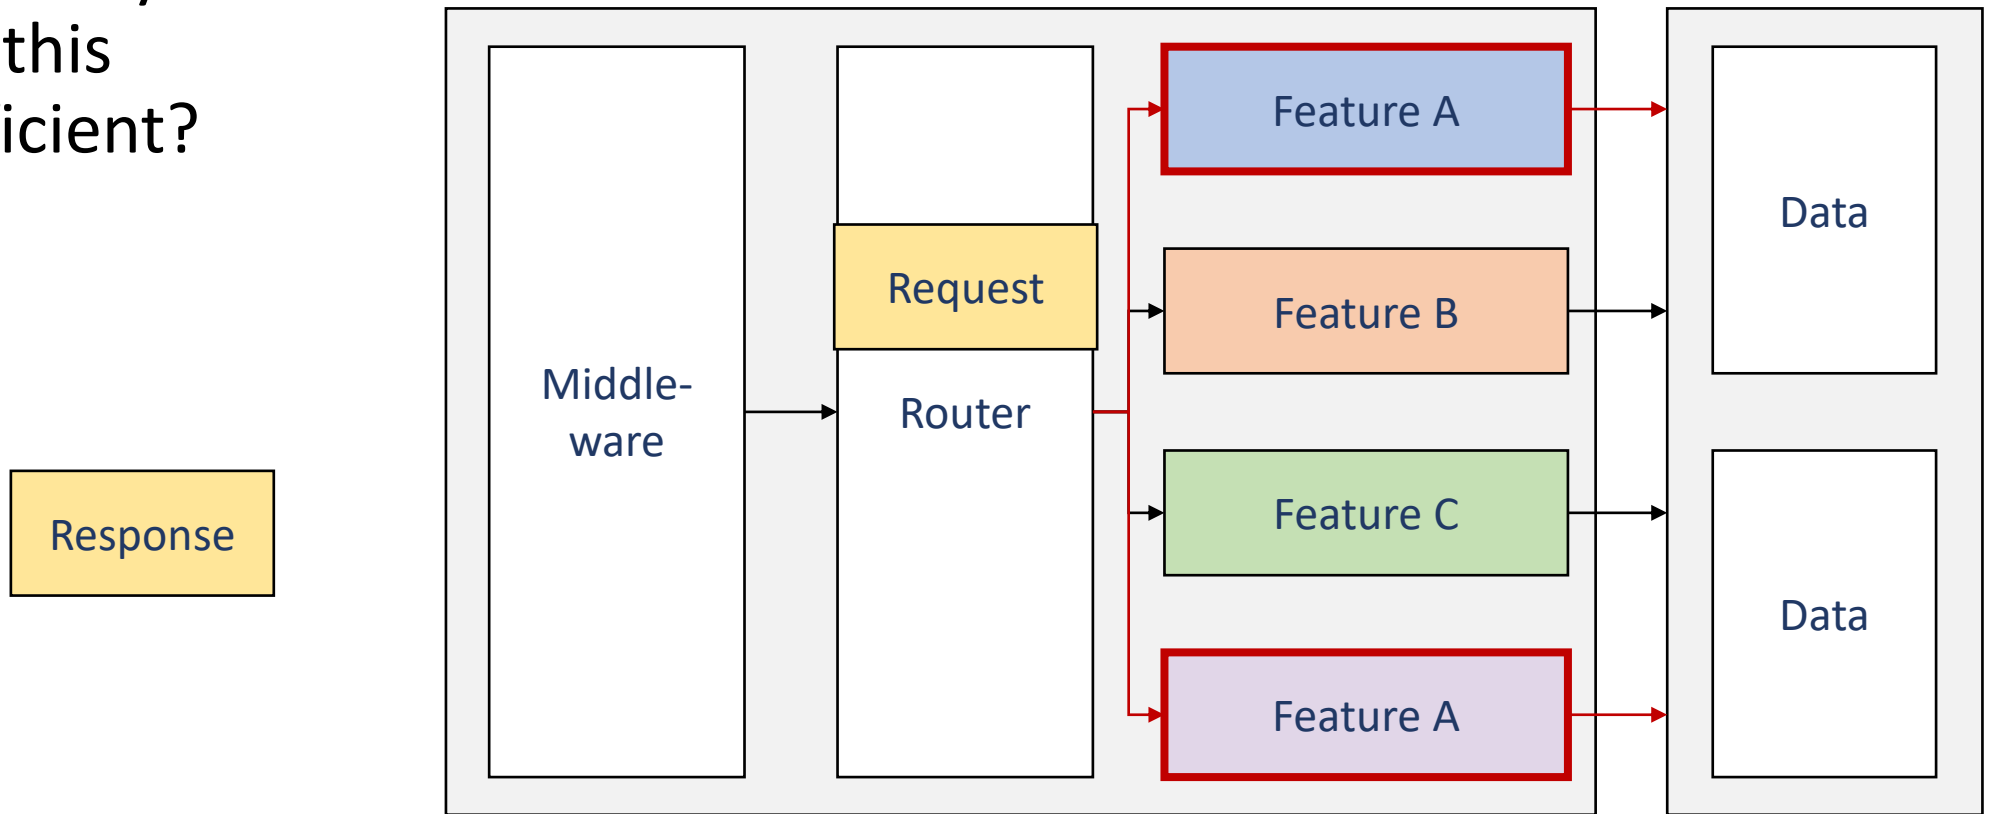 this
icient?
Response
Middle-
ware
Request
Router
Feature A
Feature B
Feature C
Feature A
Data
Data